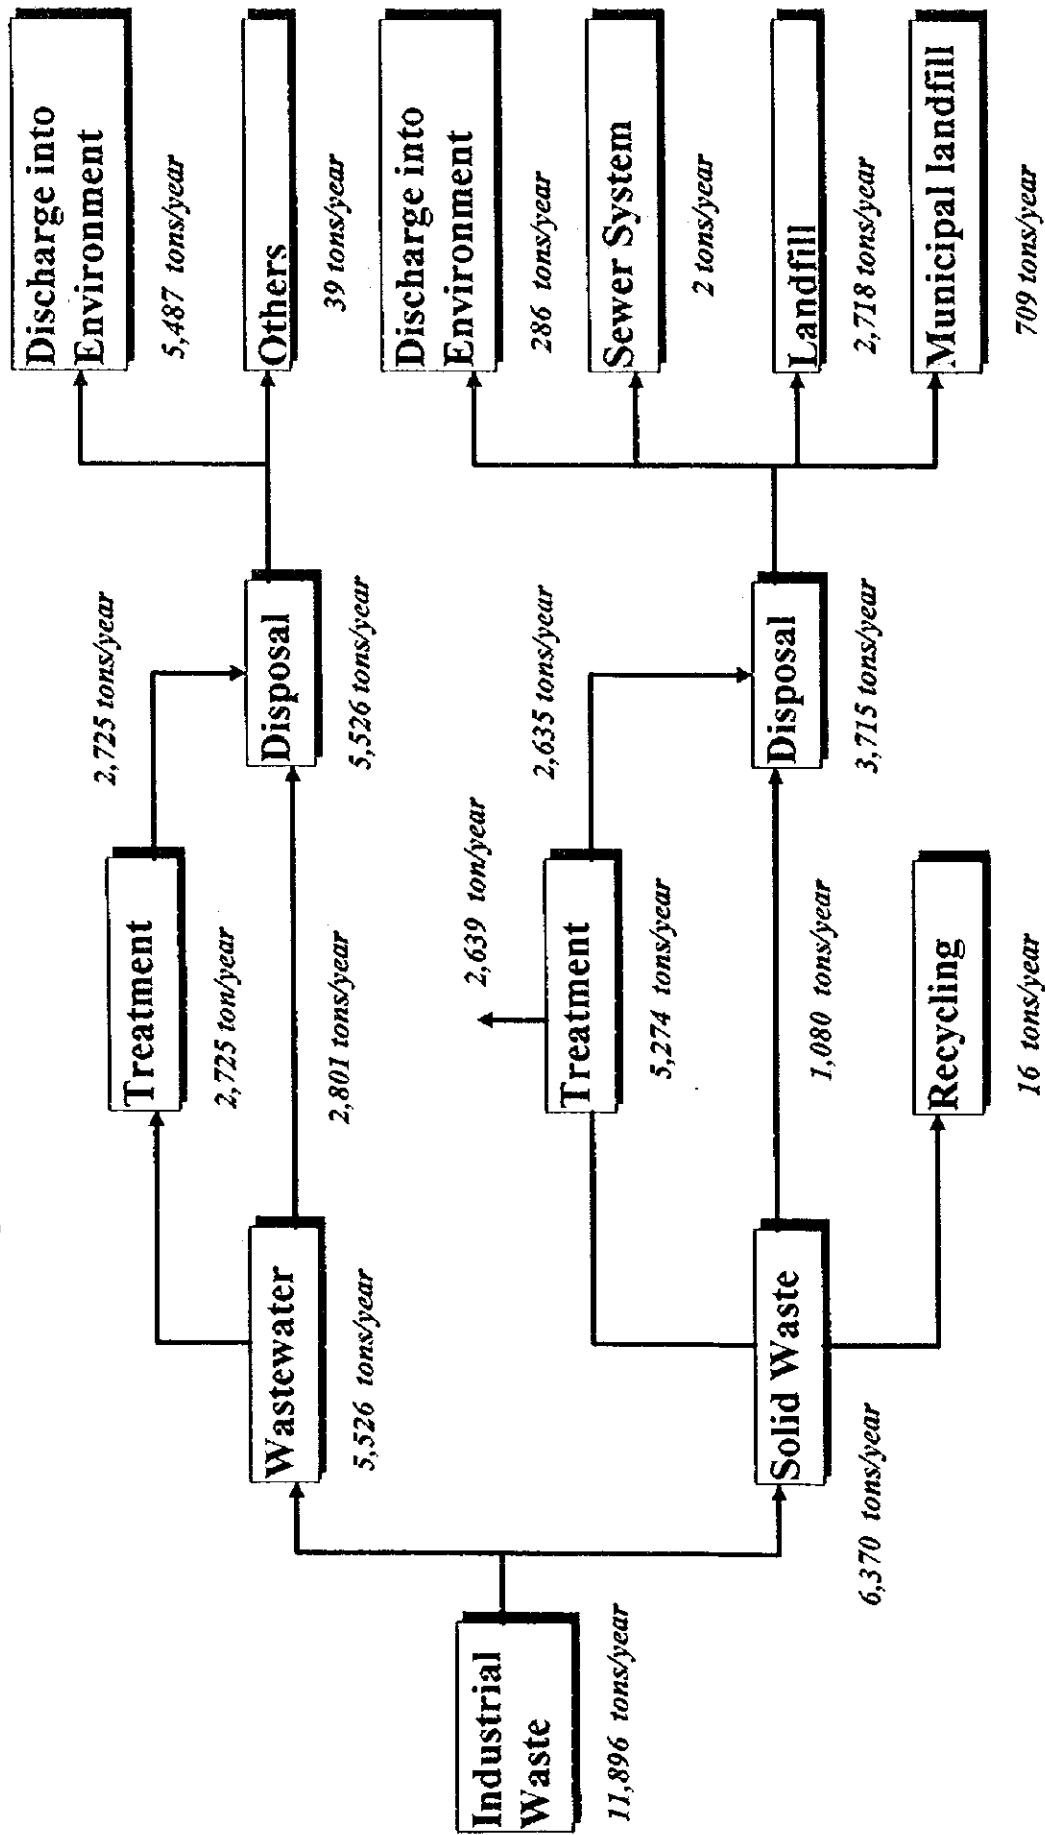 Industrial
Waste
11,896 tons/year
Wastewater
5,526 tons/year
Solid Waste
6,370 tons/year
Treatment
2,725 ton/year
2,801 tons/year
2,639 ton/year
Treatment
5,274 tons/year
1,080 tons/year
Recycling
16 tons/year
2,725 tons/year
Disposal
5,526 tons/year
2,635 tons/year
Disposal
3,715 tons/year
Discharge into
Environment
5,487 tons/year
Others
39 tons/year
Discharge into
Environment
286 tons/year
Sewer System
2 tons/year
Landfill
2,718 tons/year
Municipal landfill
709 tons/year